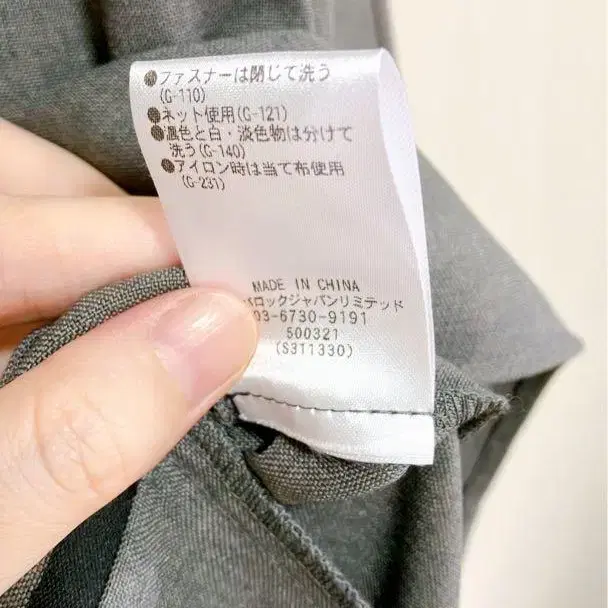 ●ファスナーは閉じて洗う
(G-110)
●ネット使用(G-121)
●濃色と白・淡色物は分けて
洗う(G-140)
●アイロン時は当て布使用
(G-231)
MADE IN CHINA
ロックジャパンリミテッド
03-6730-9191
500321
(S311330)